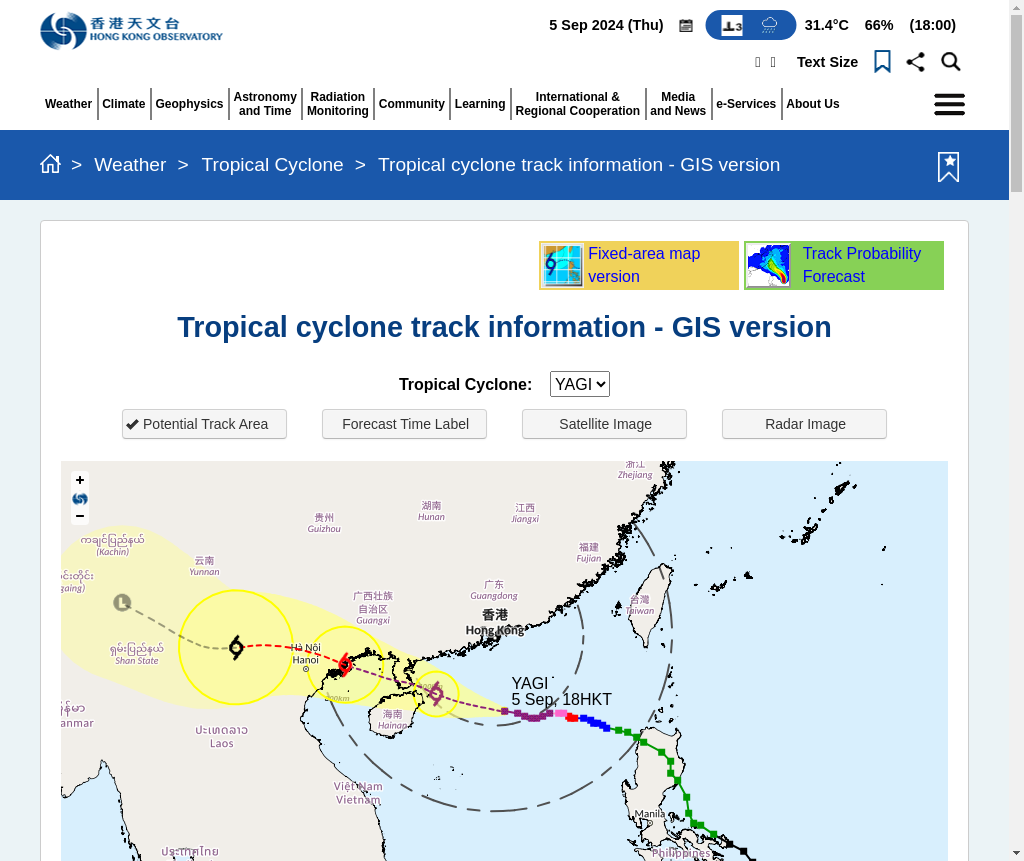 香港天文台
HONG KONG OBSERVATORY
5 Sep 2024 (Thu)
3
31.4°C 66% (18:00)
Text Size
Weather
Climate
Geophysics
Astronomy
and Time
Radiation
Monitoring
Community
Learning
International &
Regional Cooperation
Media
and News
e-Services
About Us
> Weather > Tropical Cyclone > Tropical cyclone track information - GIS version
Fixed-area map
version
Track Probability
Forecast
Tropical cyclone track information - GIS version
Tropical Cyclone: YAGI
Potential Track Area
Forecast Time Label
Satellite Image
Radar Image
+
−
浙江
Zhejiang
湖南
Hunan
江西
Jiangxi
贵州
Guizhou
ကချင်ပြည်နယ်
(Kachin)
福建
Fujian
云南
Yunnan
gaing)
L
广东
Guangdong
广西壮族
自治区
Guangxi
台灣
Taiwan
香港
Hong Kong
ရှမ်းပြည်နယ်
Shan State
Hà Nội
Hanoi
YAGI
5 Sep, 18HKT
海南
Hainan
anmar
ປະເທດລາວ
Laos
Việt Nam
Vietnam
Manila
ประเทศไทย
Philippines